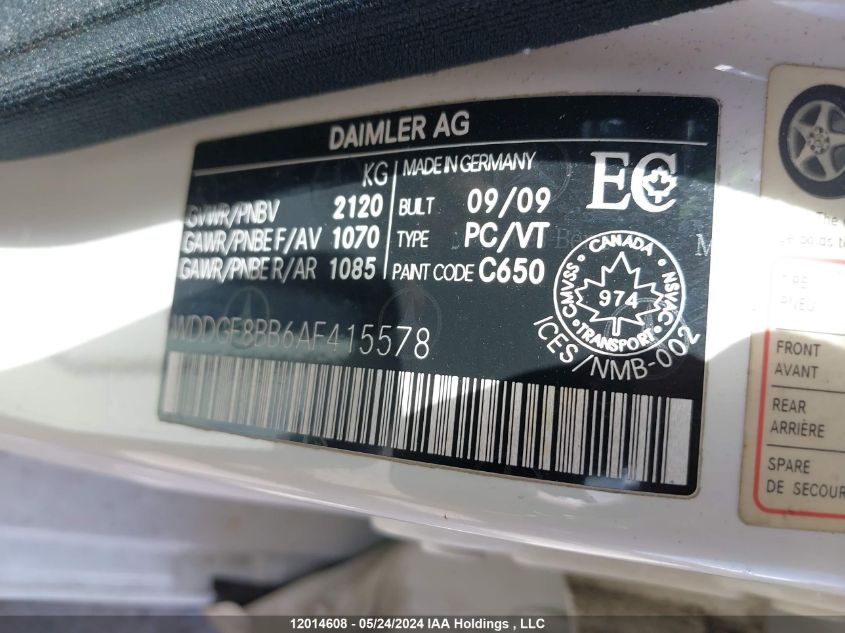 DAIMLER AG
KG
MADE IN GERMANY
EC
GVWR/PNBV 2120
BUILT 09/09
GAWR/PNBE F/AV 1070
TYPE PC/VT
GAWR/PNBE R/AR 1085
PAINT CODE C650
CANADA
CMVSS
NSVAC
974
TRANSPORT
ICES/NMB-002
WDDGF8BB6AF415578
The
FRONT
AVANT
REAR
ARRIÈRE
SPARE
DE SECOUR
12014608 - 05/24/2024 IAA Holdings , LLC